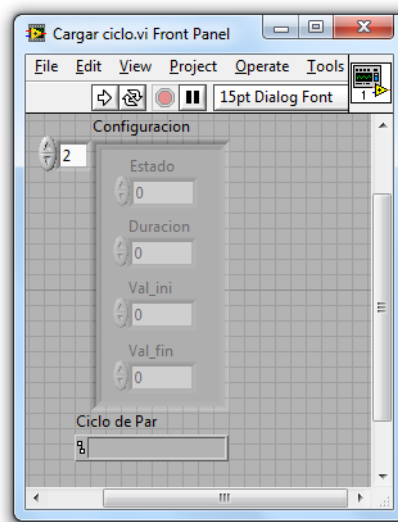 Cargar ciclo.vi Front Panel
File Edit View Project Operate Tools
15pt Dialog Font
1
Configuracion
2
Estado
0
Duracion
0
Val_ini
0
Val_fin
0
Ciclo de Par